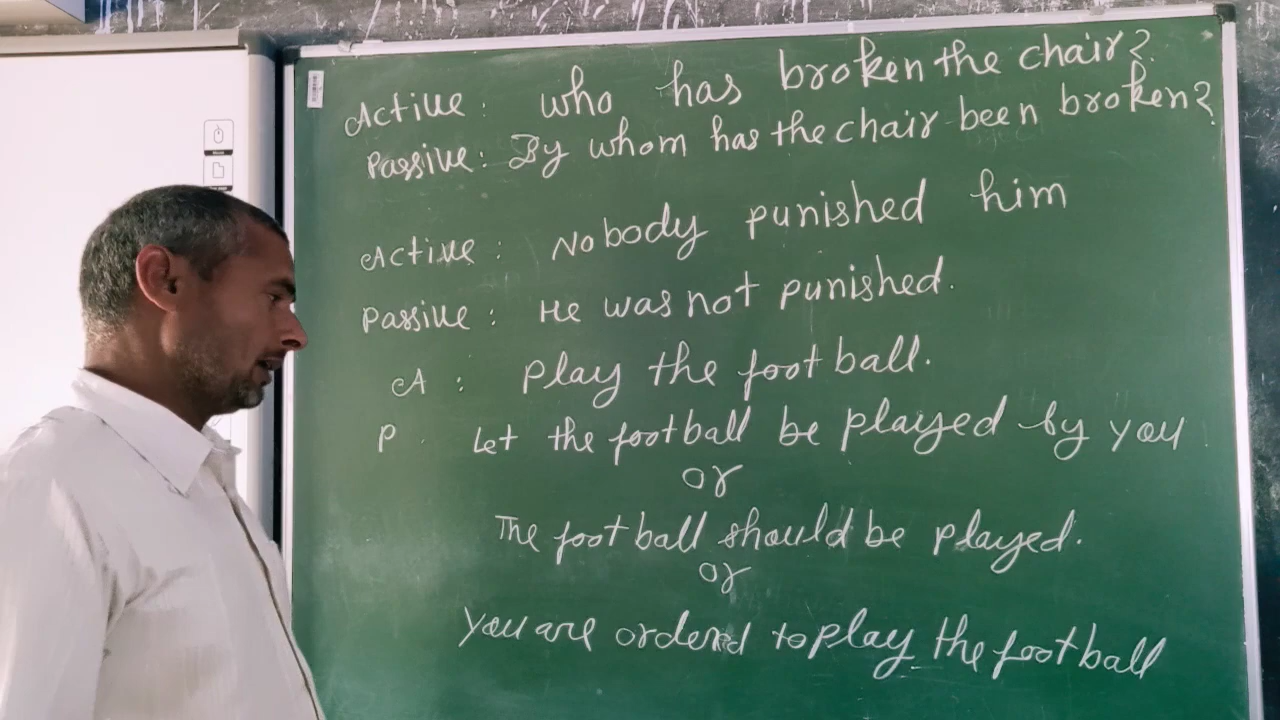 Active : Who has broken the chair?
Passive : By whom has the chair been broken?
Active : Nobody punished him
Passive : He was not punished.
A : Play the football.
P . Let the football be played by you.
or
The football should be played.
or
You are ordered to play the football